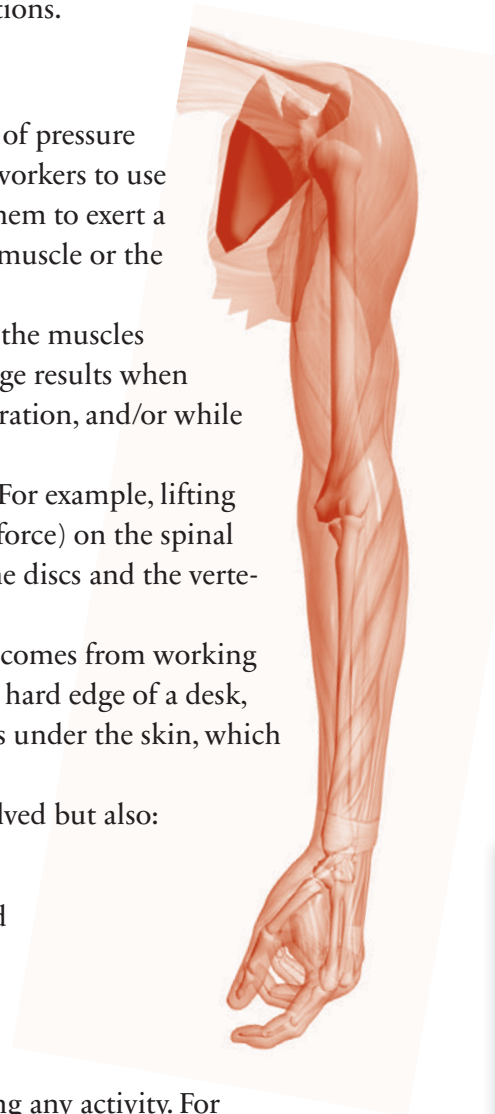 tions.
of pressure
workers to use
hem to exert a
muscle or the
the muscles
ge results when
ration, and/or while
For example, lifting
force) on the spinal
ne discs and the verte-
comes from working
hard edge of a desk,
s under the skin, which
lved but also:
d
ng any activity. For